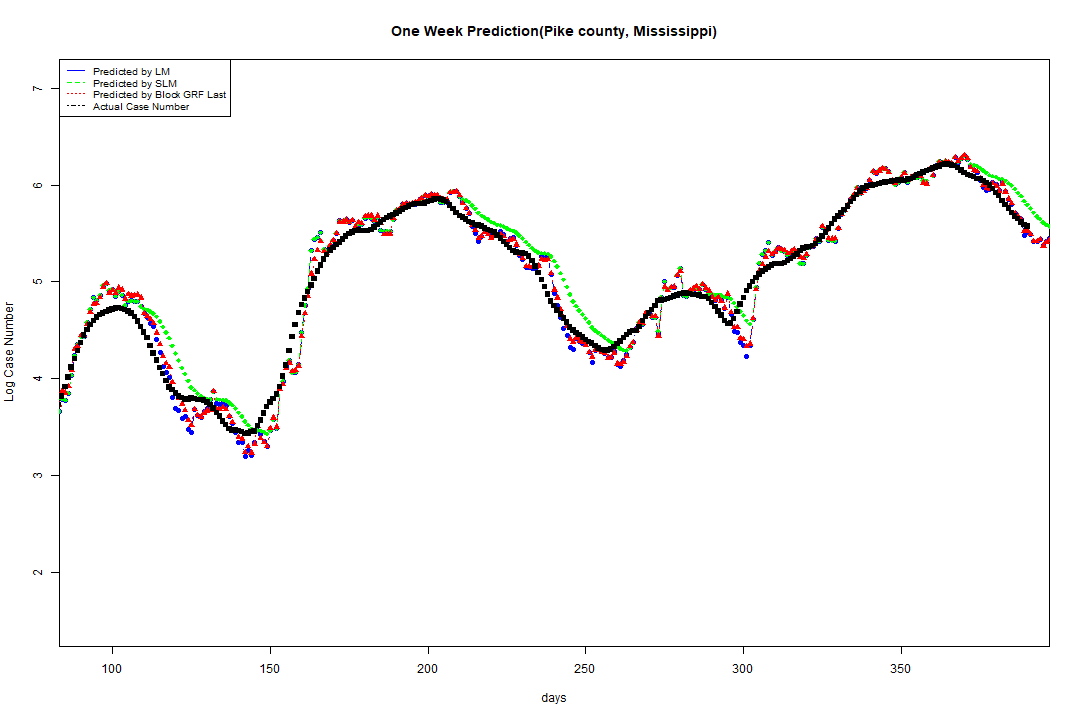 One Week Prediction(Pike county, Mississippi)
Predicted by LM
Predicted by SLM
Predicted by Block GRF Last
Actual Case Number
7
6
5
4
3
2
Log Case Number
100 150 200 250 300 350
days